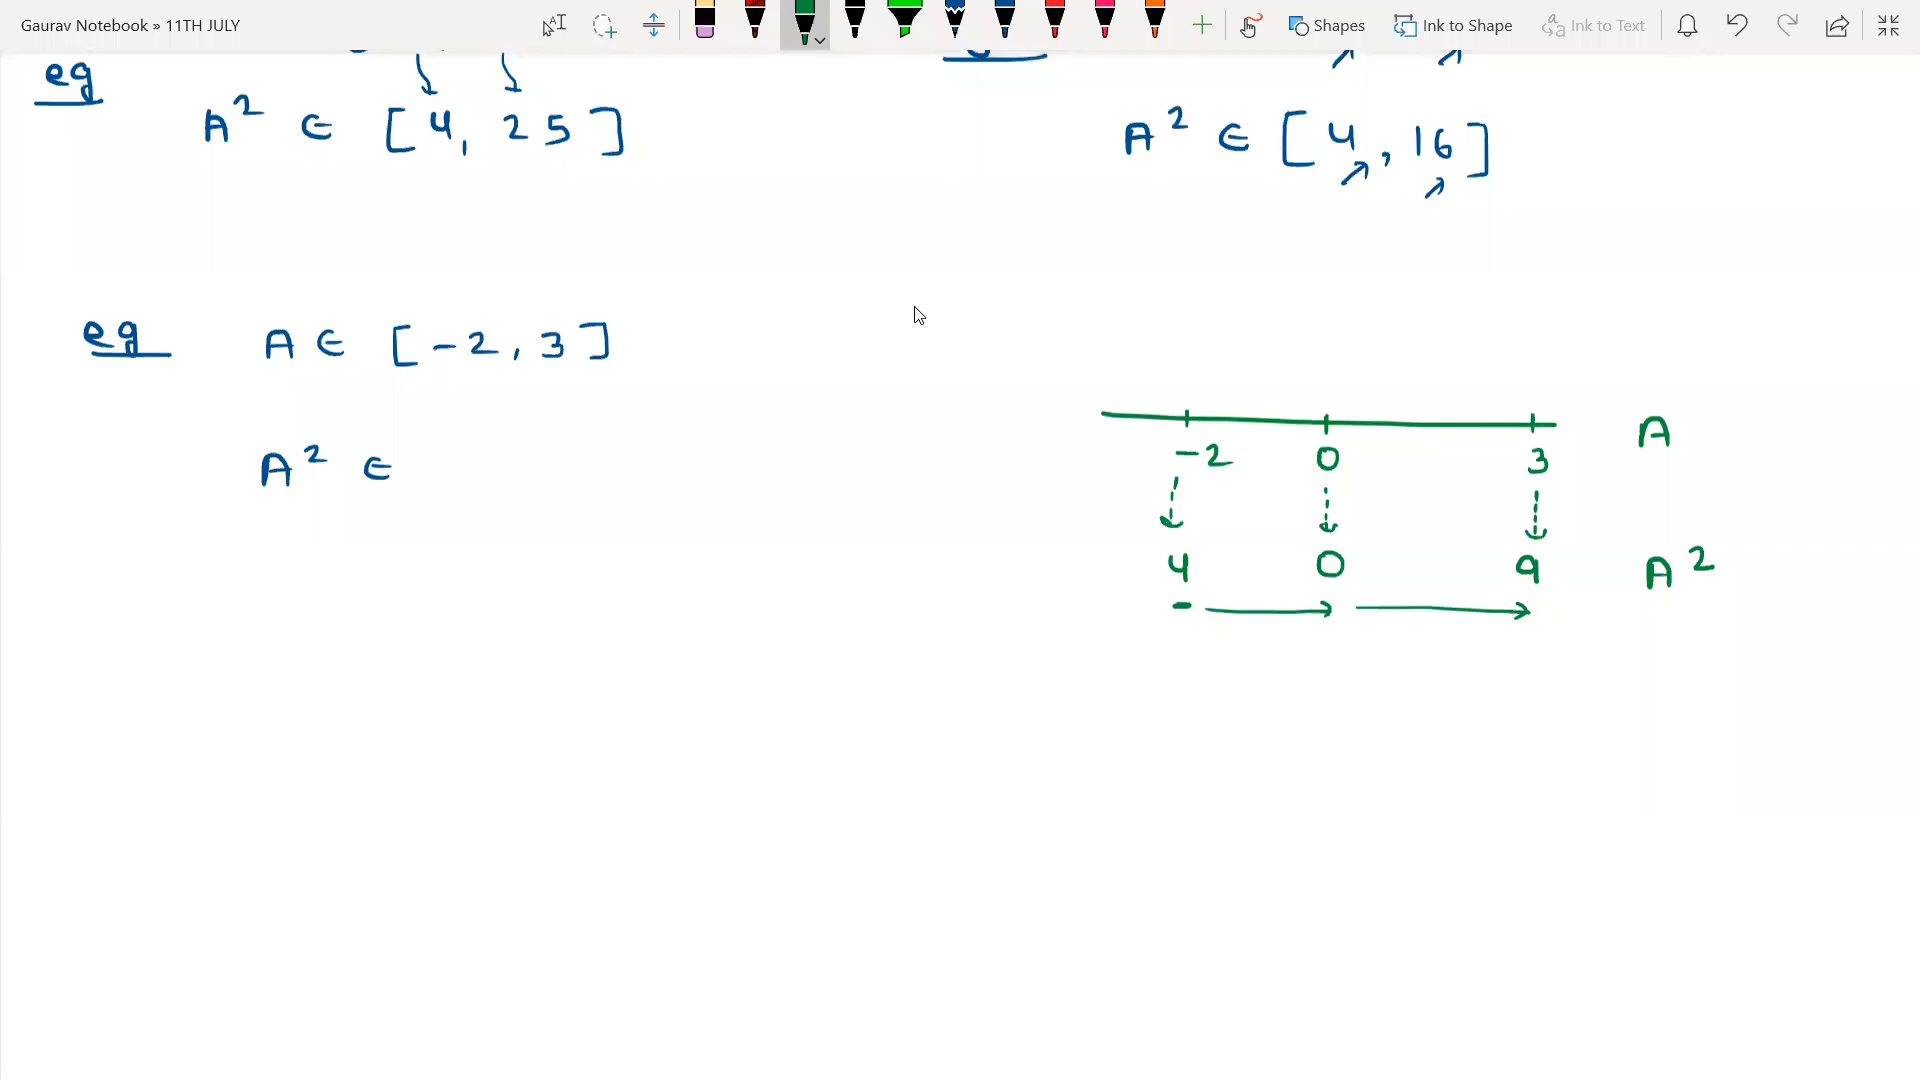 Gaurav Notebook » 11TH JULY
Shapes
Ink to Shape
Ink to Text
eg
A² ∈ [4, 25]
A² ∈ [4, 16]
eg A ∈ [-2, 3]
A² ∈
-2 0 3 A
4 0 9 A²